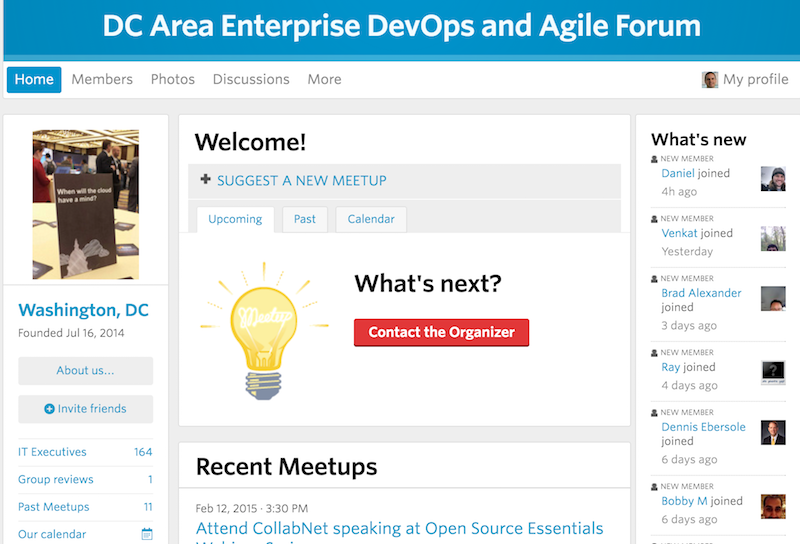 DC Area Enterprise DevOps and Agile Forum
Home Members Photos Discussions More My profile
When will the cloud
have a mind?
Washington, DC
Founded Jul 16, 2014
About us...
Invite friends
IT Executives 164
Group reviews 1
Past Meetups 11
Our calendar
Welcome!
SUGGEST A NEW MEETUP
Upcoming Past Calendar
Meetup
What's next?
Contact the Organizer
Recent Meetups
Feb 12, 2015 · 3:30 PM
Attend CollabNet speaking at Open Source Essentials
What's new
NEW MEMBER
Daniel joined
4h ago
NEW MEMBER
Venkat joined
Yesterday
NEW MEMBER
Brad Alexander
joined
3 days ago
NEW MEMBER
Ray joined
4 days ago
NEW MEMBER
Dennis Ebersole
joined
6 days ago
NEW MEMBER
Bobby M joined
6 days ago